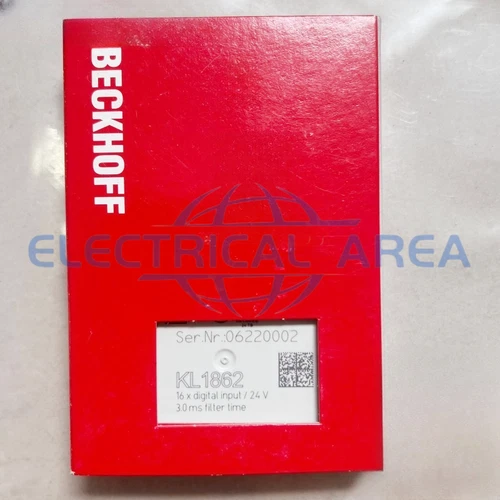 BECKHOFF
ELECTRICAL AREA
Ser.Nr.:06220002
KL1862
16 x digital input / 24 V
3.0 ms filter time